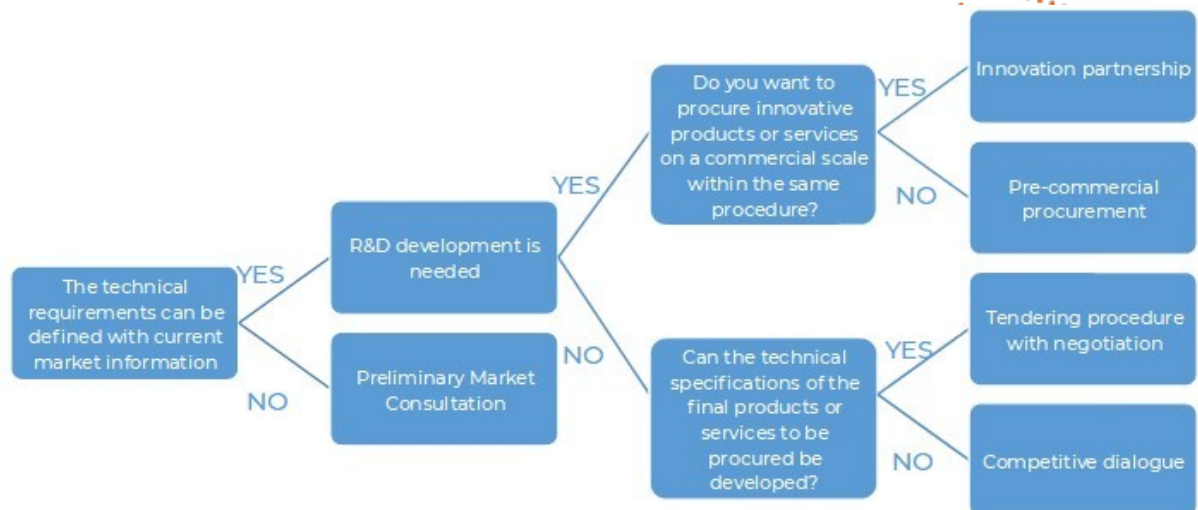 The technical
requirements can be
defined with current
market information
YES
NO
R&D development is
needed
Preliminary Market
Consultation
YES
NO
Do you want to
procure innovative
products or services
on a commercial scale
within the same
procedure?
Can the technical
specifications of the
final products or
services to be
procured be
developed?
YES
NO
YES
NO
Innovation partnership
Pre-commercial
procurement
Tendering procedure
with negotiation
Competitive dialogue